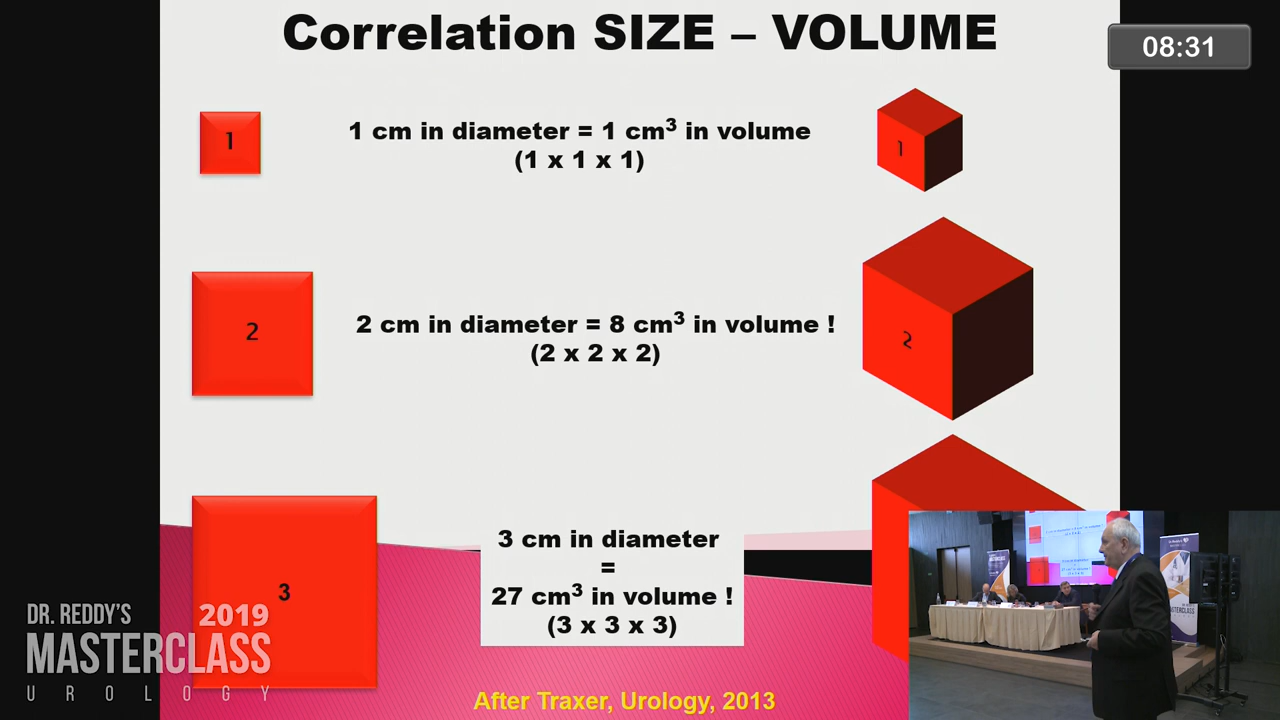 Correlation SIZE – VOLUME
08:31
1
1 cm in diameter = 1 cm³ in volume
(1 x 1 x 1)
1
2
2 cm in diameter = 8 cm³ in volume !
(2 x 2 x 2)
2
3
3 cm in diameter
=
27 cm³ in volume !
(3 x 3 x 3)
DR. REDDY'S 2019
MASTERCLASS
UROLOGY
After Traxer, Urology, 2013